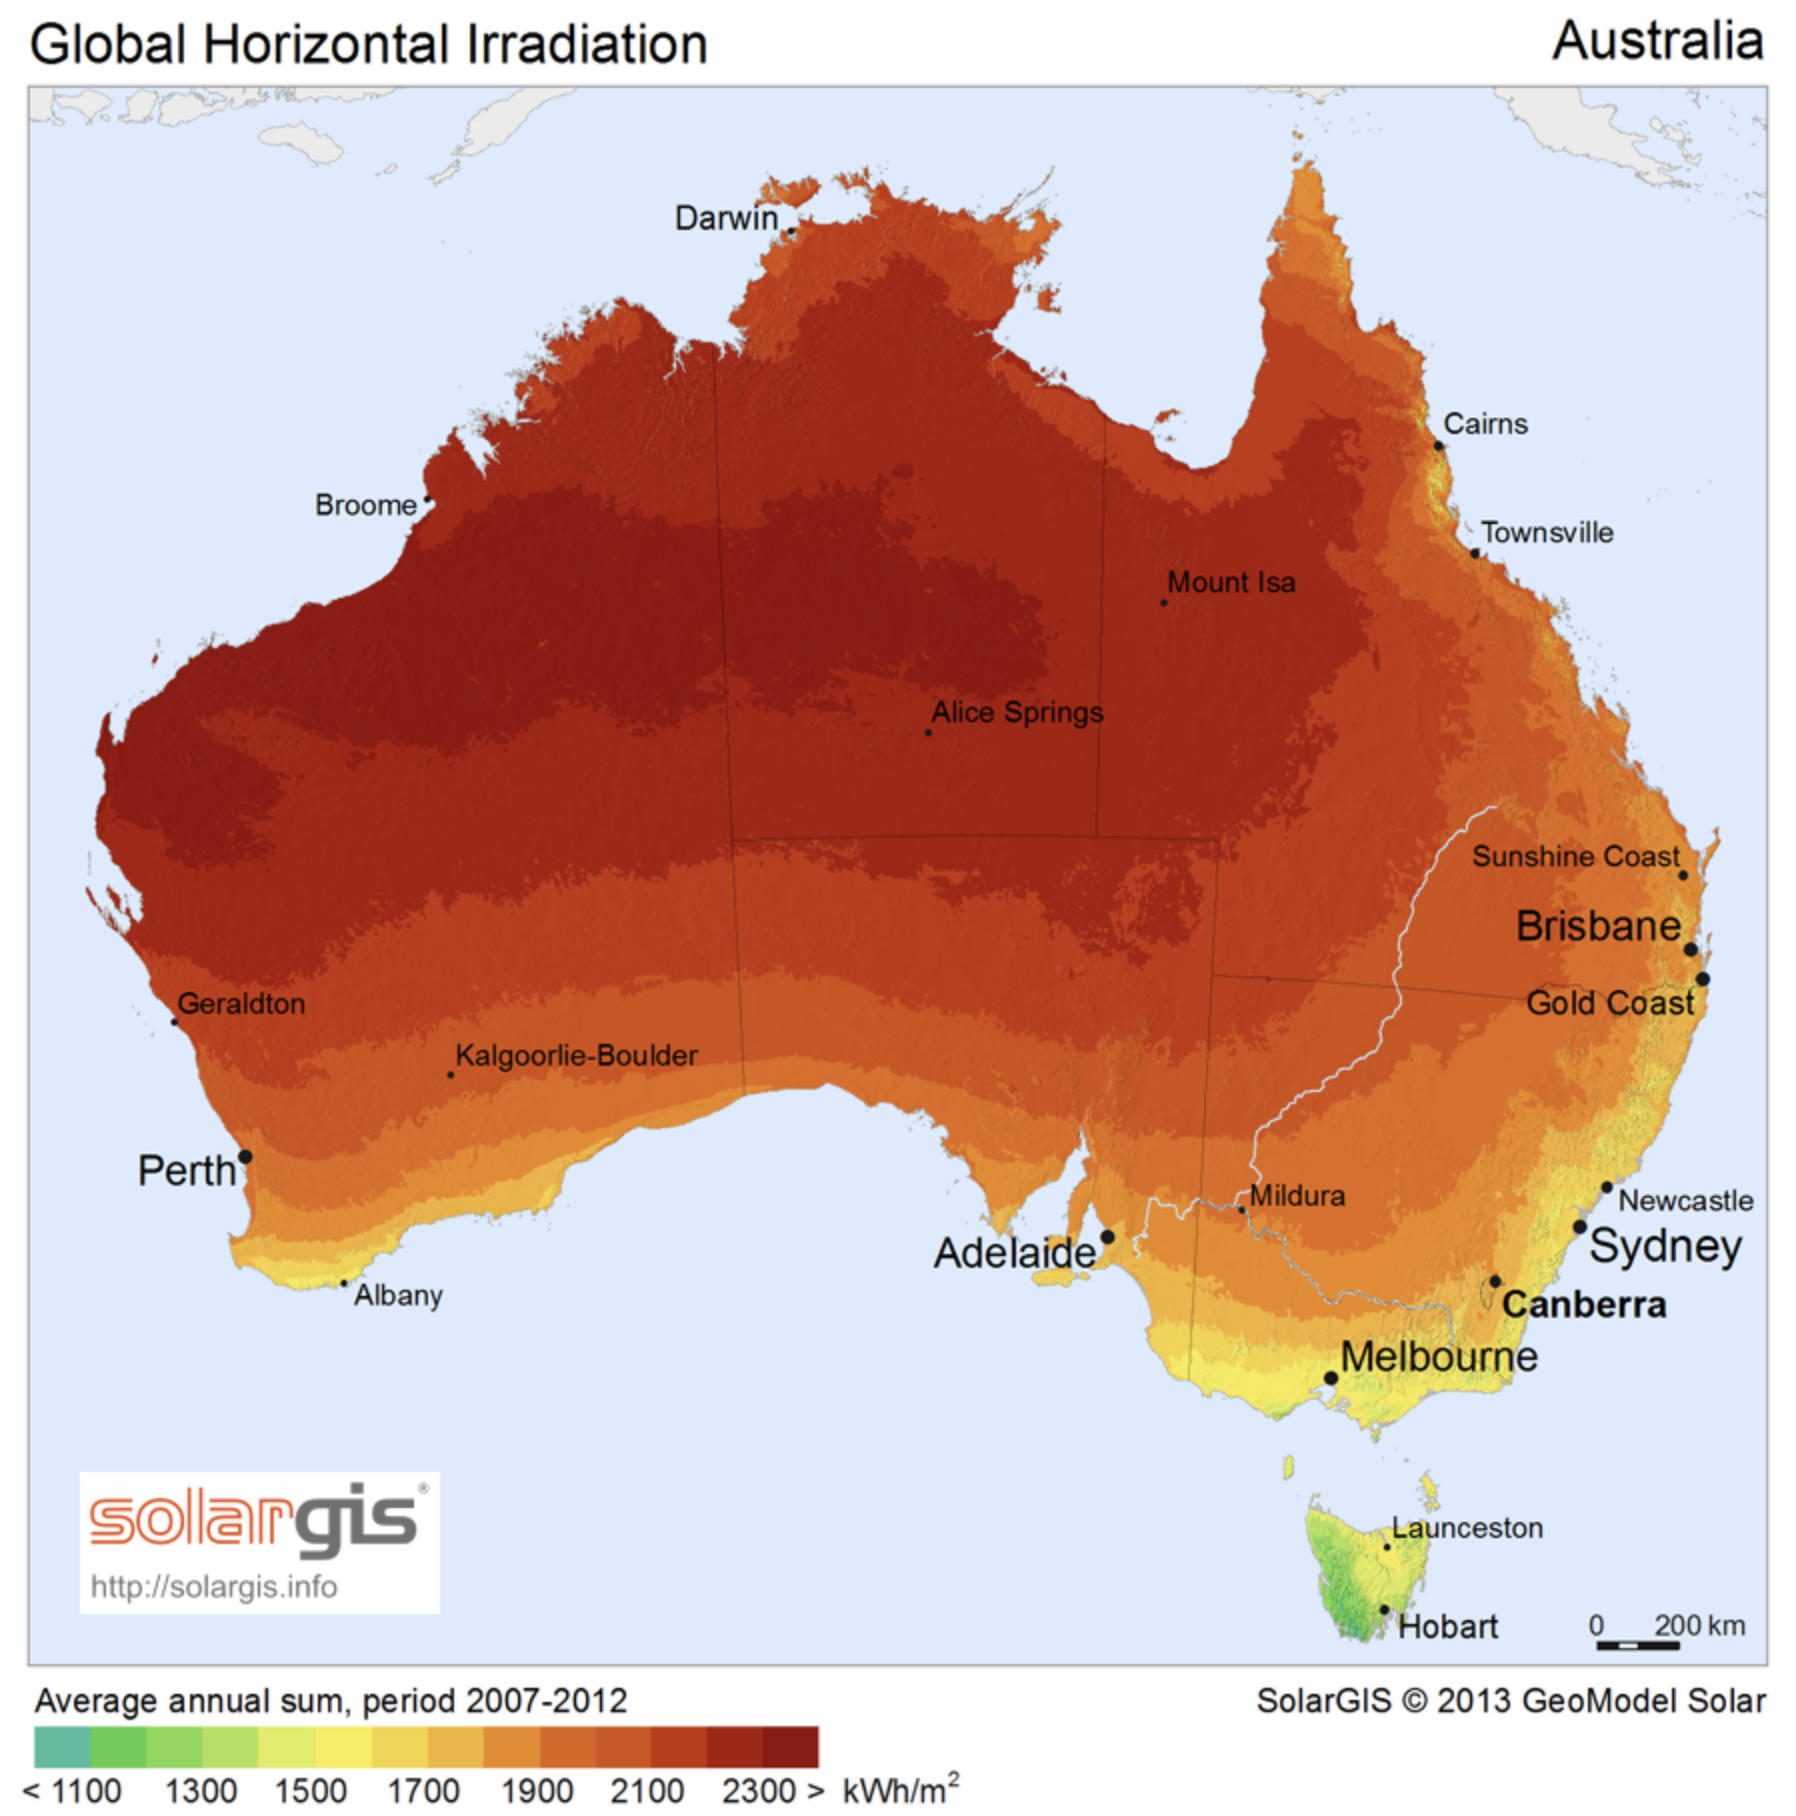 Global Horizontal Irradiation
Australia
Darwin
Cairns
Broome
Townsville
Mount Isa
Alice Springs
Sunshine Coast
Brisbane
Geraldton
Gold Coast
Kalgoorlie-Boulder
Perth
Mildura
Newcastle
Adelaide
Sydney
Albany
Canberra
Melbourne
solargis®
http://solargis.info
Launceston
Hobart
0 200 km
Average annual sum, period 2007-2012
SolarGIS © 2013 GeoModel Solar
< 1100 1300 1500 1700 1900 2100 2300 > kWh/m²